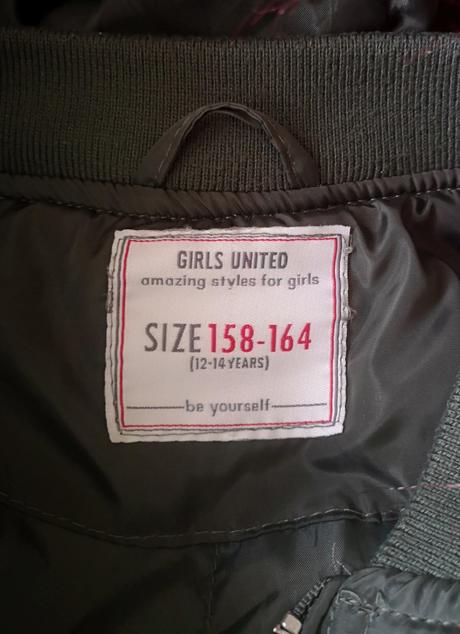 GIRLS UNITED
amazing styles for girls
SIZE 158-164
(12-14 YEARS)
be yourself